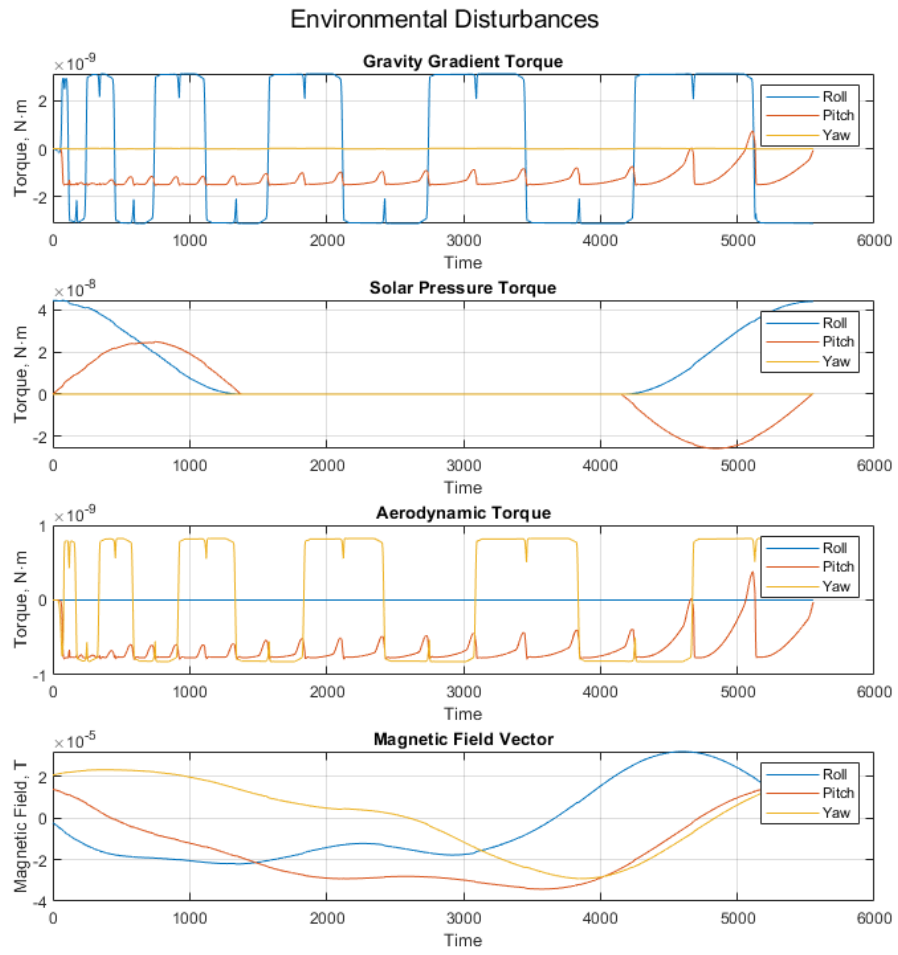 Environmental Disturbances
×10-9
Gravity Gradient Torque
Torque, N·m
2
0
-2
Roll
Pitch
Yaw
0 1000 2000 3000 4000 5000 6000
Time
×10-8
Solar Pressure Torque
Torque, N·m
4
2
0
-2
Roll
Pitch
Yaw
0 1000 2000 3000 4000 5000 6000
Time
×10-9
Aerodynamic Torque
Torque, N·m
1
0
-1
Roll
Pitch
Yaw
0 1000 2000 3000 4000 5000 6000
Time
×10-5
Magnetic Field Vector
Magnetic Field, T
2
0
-2
-4
Roll
Pitch
Yaw
0 1000 2000 3000 4000 5000 6000
Time